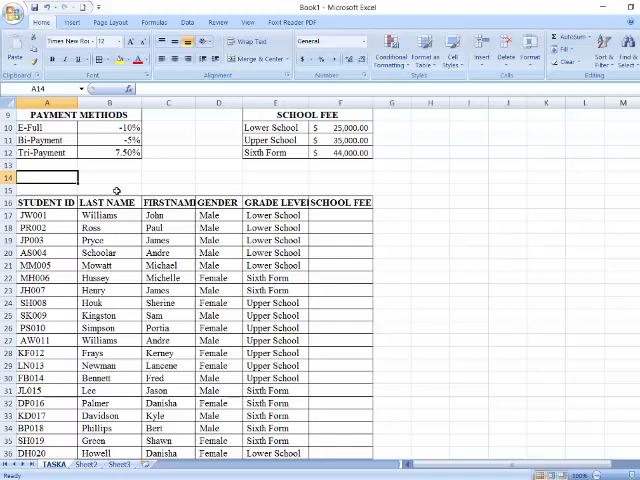 Book1 - Microsoft Excel
Home Insert Page Layout Formulas Data Review View Foxit Reader PDF
Times New Ro 12 A A Wrap Text General AutoSum
Paste B I U Merge & Center $ % , Conditional Formatting Format as Table Cell Styles Insert Delete Format Fill Clear
Clipboard Font Alignment Number Styles Cells
A14 fx
A B C D E F G H I J K L M
9 PAYMENT METHODS SCHOOL FEE
10 E-Full -10% Lower School $ 25,000.00
11 Bi-Payment -5% Upper School $ 35,000.00
12 Tri-Payment 7.50% Sixth Form $ 44,000.00
13
14
15
16 STUDENT ID LAST NAME FIRSTNAM GENDER GRADE LEVE SCHOOL FEE
17 JW001 Williams John Male Lower School
18 PR002 Ross Paul Male Lower School
19 JP003 Pryce James Male Lower School
20 AS004 Schoolar Andre Male Lower School
21 MM005 Mowatt Michael Male Lower School
22 MH006 Hussey Michelle Female Sixth Form
23 JH007 Henry James Male Sixth Form
24 SH008 Houk Sherine Female Upper School
25 SK009 Kingston Sam Male Upper School
26 PS010 Simpson Portia Female Upper School
27 AW011 Williams Andre Male Upper School
28 KF012 Frays Kerney Female Upper School
29 LN013 Newman Lancene Female Upper School
30 FB014 Bennett Fred Male Upper School
31 JL015 Lee Jason Male Sixth Form
32 DP016 Palmer Danisha Female Sixth Form
33 KD017 Davidson Kyle Male Sixth Form
34 BP018 Phillips Bert Male Sixth Form
35 SH019 Green Shawn Male Sixth Form
36 DH020 Howell Danisha Female Lower School
TASKA Sheet2 Sheet3
Ready 100%